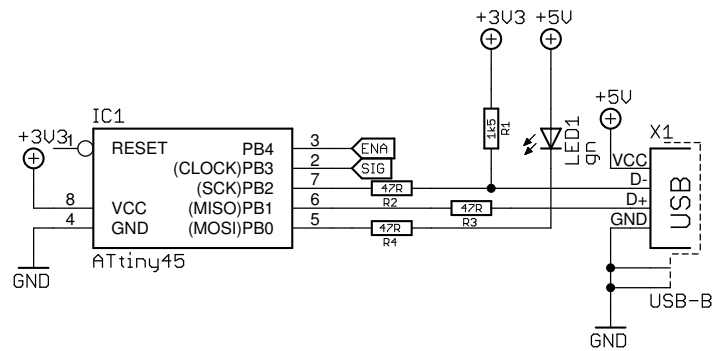 +3V3
+5V
+5V
IC1
1k5
R1
LED1
gn
X1
+3V3
1
RESET
PB4
3
ENA
VCC
(CLOCK)PB3
2
SIG
D-
(SCK)PB2
7
47R
R2
D+
8
VCC
(MISO)PB1
6
47R
R3
GND
4
GND
(MOSI)PB0
5
47R
R4
USB
ATtiny45
GND
USB-B
GND